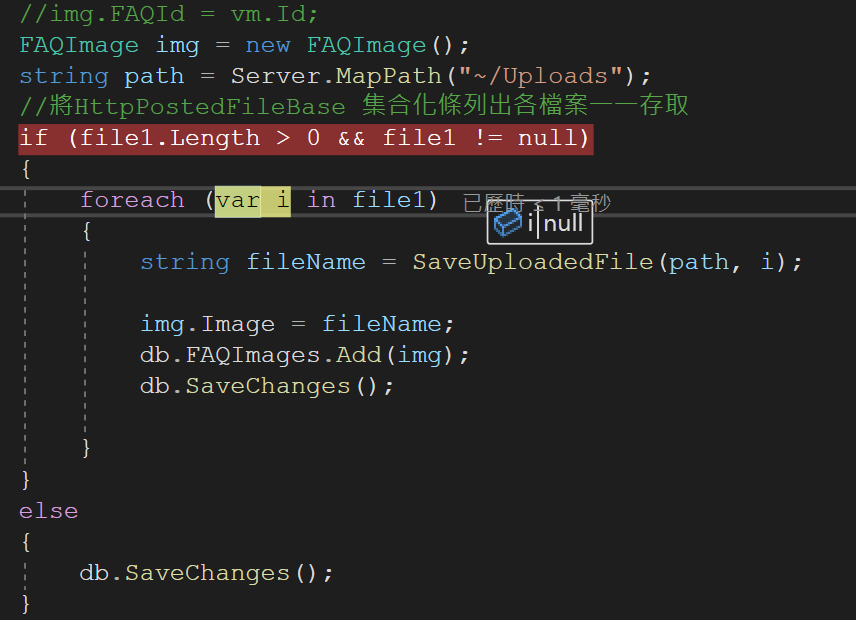 //img.FAQId = vm.Id;
FAQImage img = new FAQImage();
string path = Server.MapPath("~/Uploads");
//將HttpPostedFileBase 集合化條列出各檔案一一存取
if (file1.Length > 0 && file1 != null)
{
foreach (var i in file1) 已歷時 ≤ 1 毫秒
i null
{
string fileName = SaveUploadedFile(path, i);
img.Image = fileName;
db.FAQImages.Add(img);
db.SaveChanges();
}
}
else
{
db.SaveChanges();
}